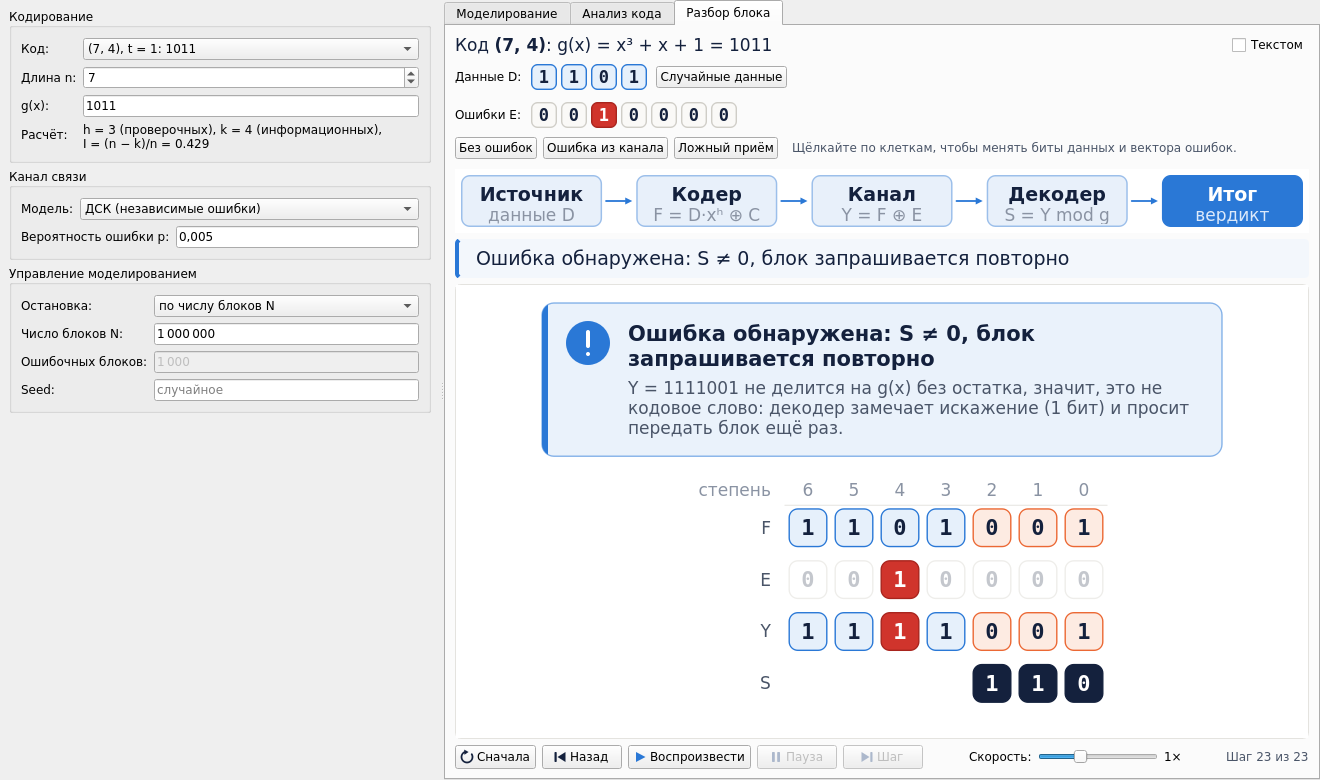 Кодирование
Код: (7, 4), t = 1: 1011
Длина n: 7
g(x): 1011
Расчёт: h = 3 (проверочных), k = 4 (информационных),
I = (n − k)/n = 0.429
Канал связи
Модель: ДСК (независимые ошибки)
Вероятность ошибки p: 0,005
Управление моделированием
Остановка: по числу блоков N
Число блоков N: 1 000 000
Ошибочных блоков: 1 000
Seed: случайное
Моделирование Анализ кода Разбор блока
Код (7, 4): g(x) = x³ + x + 1 = 1011 Текстом
Данные D: 1 1 0 1 Случайные данные
Ошибки E: 0 0 1 0 0 0 0
Без ошибок Ошибка из канала Ложный приём Щёлкайте по клеткам, чтобы менять биты данных и вектора ошибок.
Источник Кодер Канал Декодер Итог
данные D F = D·xʰ ⊕ C Y = F ⊕ E S = Y mod g вердикт
Ошибка обнаружена: S ≠ 0, блок запрашивается повторно
Ошибка обнаружена: S ≠ 0, блок
запрашивается повторно
Y = 1111001 не делится на g(x) без остатка, значит, это не
кодовое слово: декодер замечает искажение (1 бит) и просит
передать блок ещё раз.
степень 6 5 4 3 2 1 0
F 1 1 0 1 0 0 1
E 0 0 1 0 0 0 0
Y 1 1 1 1 0 0 1
S 1 1 0
Сначала Назад Воспроизвести Пауза Шаг Скорость: 1× Шаг 23 из 23